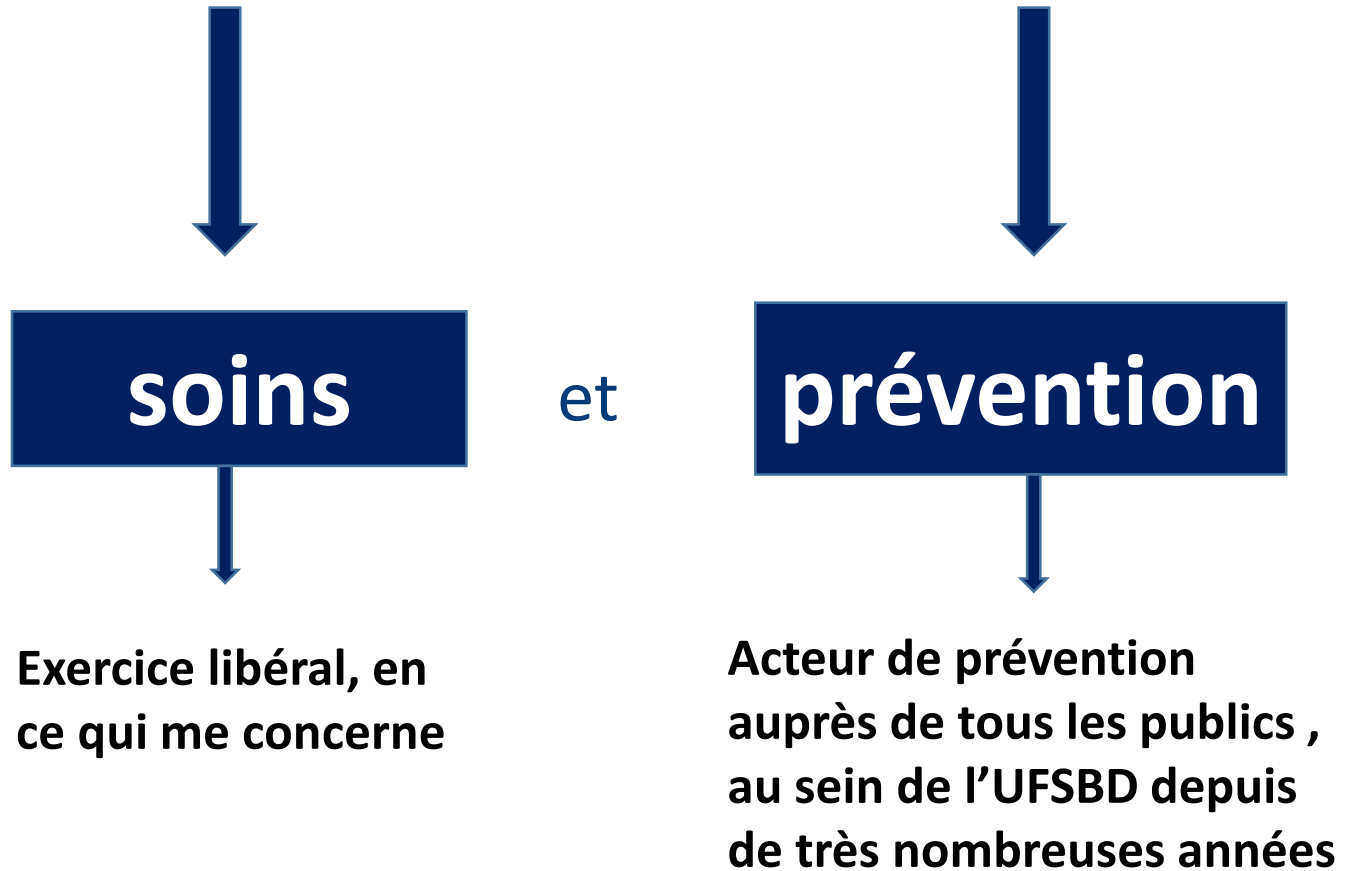 soins et prévention
Exercice libéral, en
ce qui me concerne
Acteur de prévention
auprès de tous les publics ,
au sein de l’UFSBD depuis
de très nombreuses années